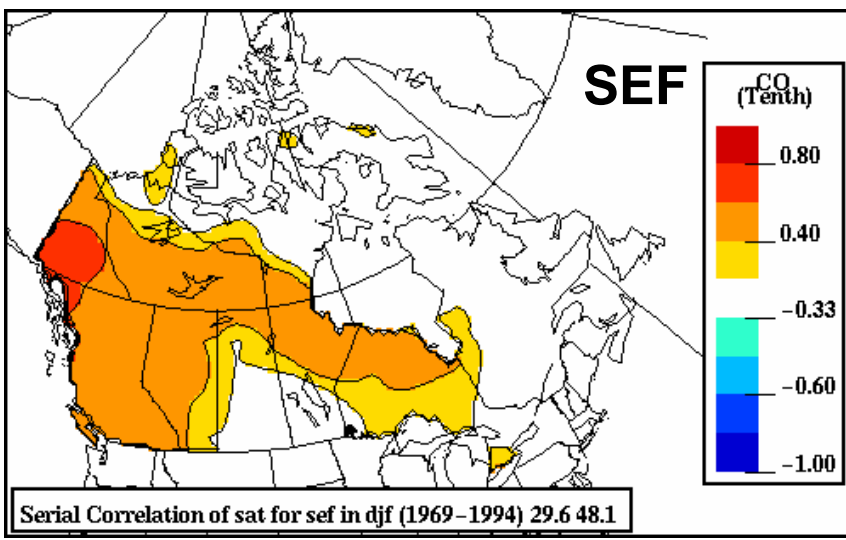 SEF
CO
(Tenth)
0.80
0.40
−0.33
−0.60
−1.00
Serial Correlation of sat for sef in djf (1969−1994) 29.6 48.1